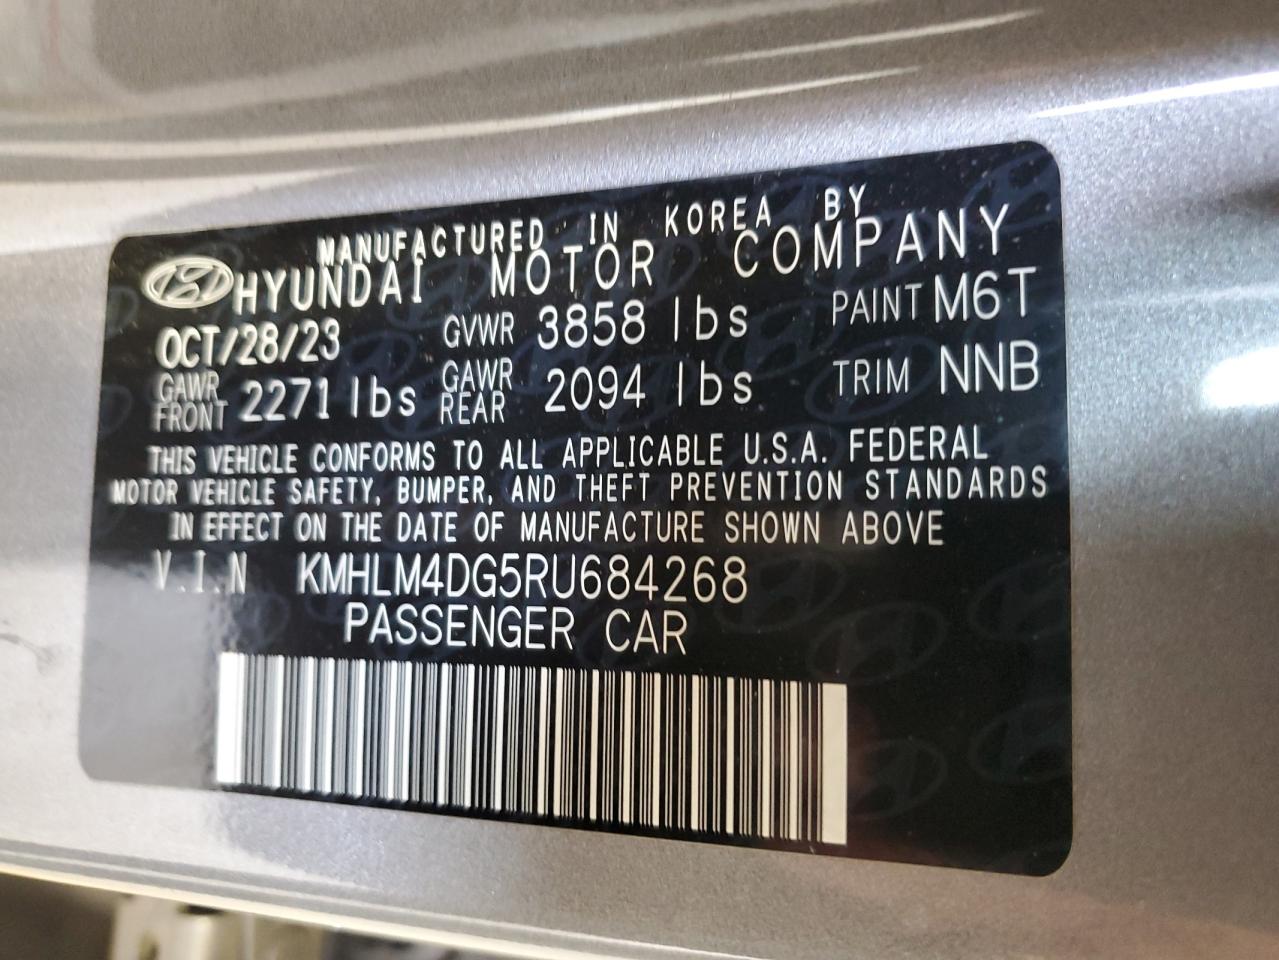 MANUFACTURED IN KOREA BY
HYUNDAI MOTOR COMPANY
OCT/28/23 GVWR 3858 lbs PAINT M6T
GAWR FRONT 2271 lbs GAWR REAR 2094 lbs TRIM NNB
THIS VEHICLE CONFORMS TO ALL APPLICABLE U.S.A. FEDERAL
MOTOR VEHICLE SAFETY, BUMPER, AND THEFT PREVENTION STANDARDS
IN EFFECT ON THE DATE OF MANUFACTURE SHOWN ABOVE
V.I.N KMHLM4DG5RU684268
PASSENGER CAR